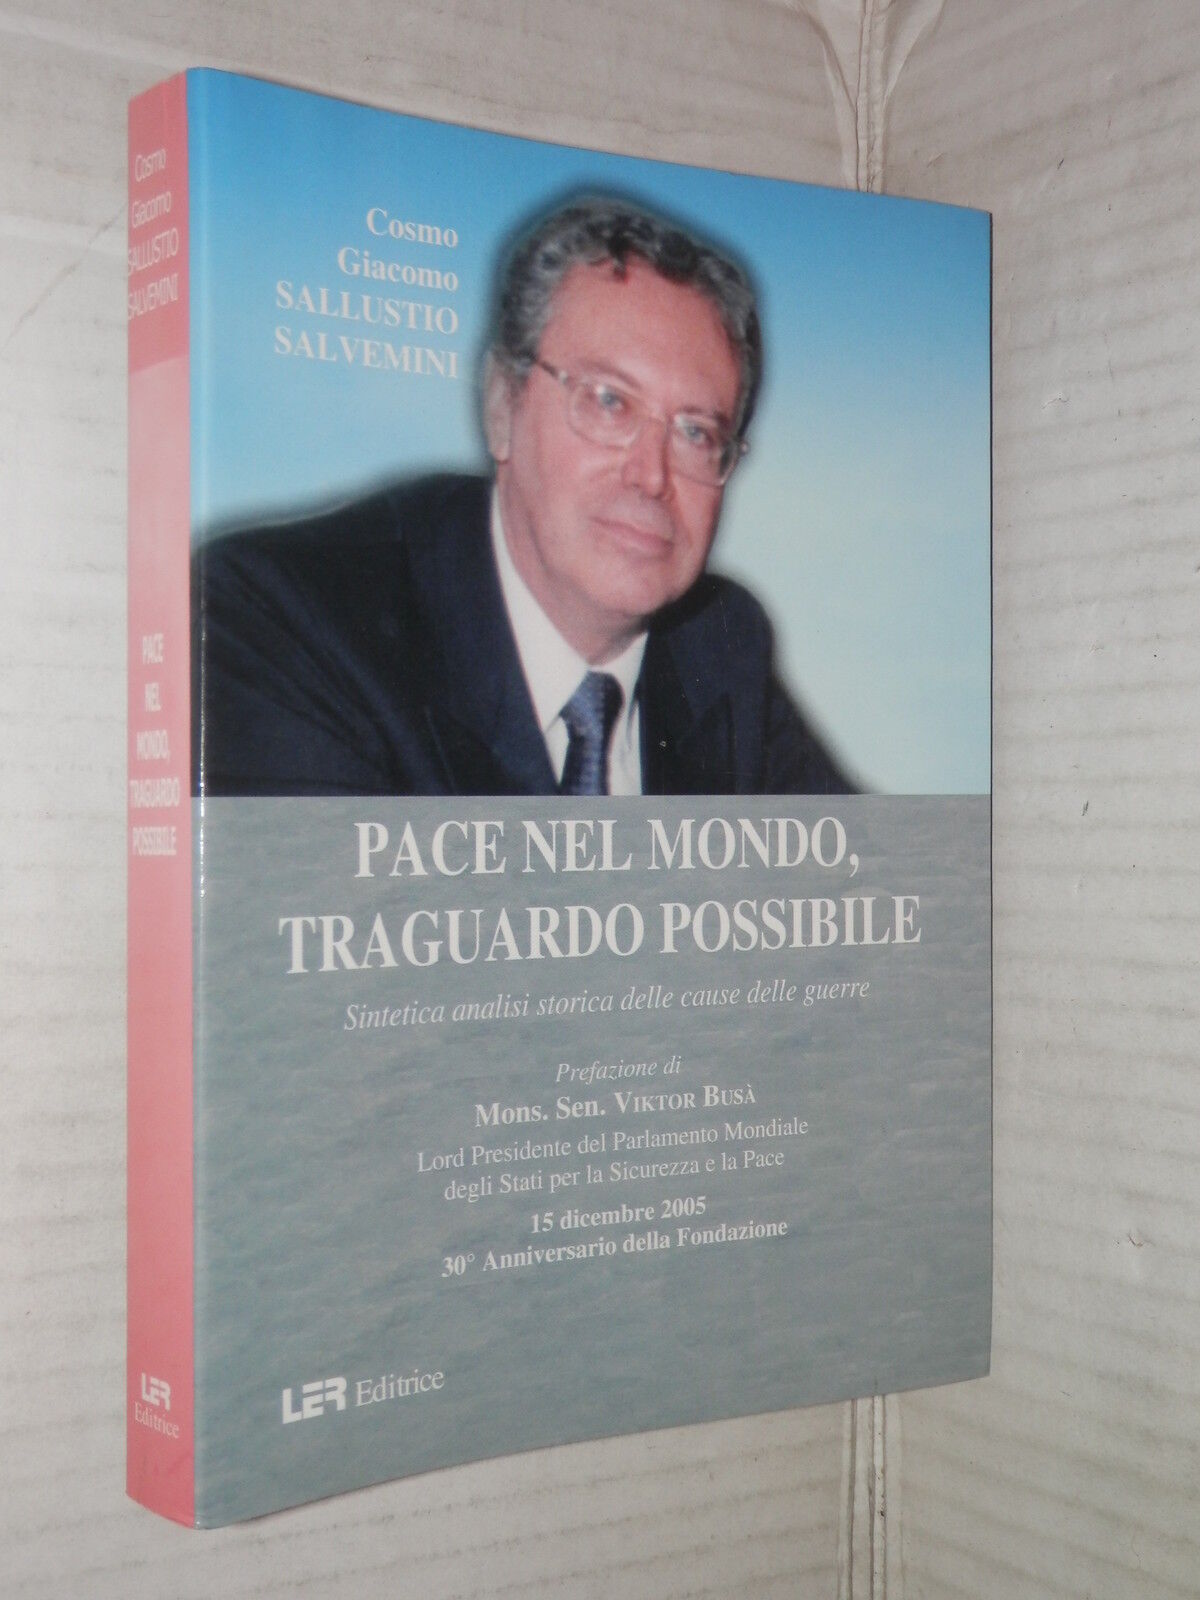 Cosmo
Giacomo
SALLUSTIO
SALVEMINI
PACE
NEL
MONDO,
TRAGUARDO
POSSIBILE
LER
Editrice
Cosmo
Giacomo
SALLUSTIO
SALVEMINI
PACE NEL MONDO,
TRAGUARDO POSSIBILE
Sintetica analisi storica delle cause delle guerre
Prefazione di
Mons. Sen. VIKTOR BUSÀ
Lord Presidente del Parlamento Mondiale
degli Stati per la Sicurezza e la Pace
15 dicembre 2005
30° Anniversario della Fondazione
LER Editrice